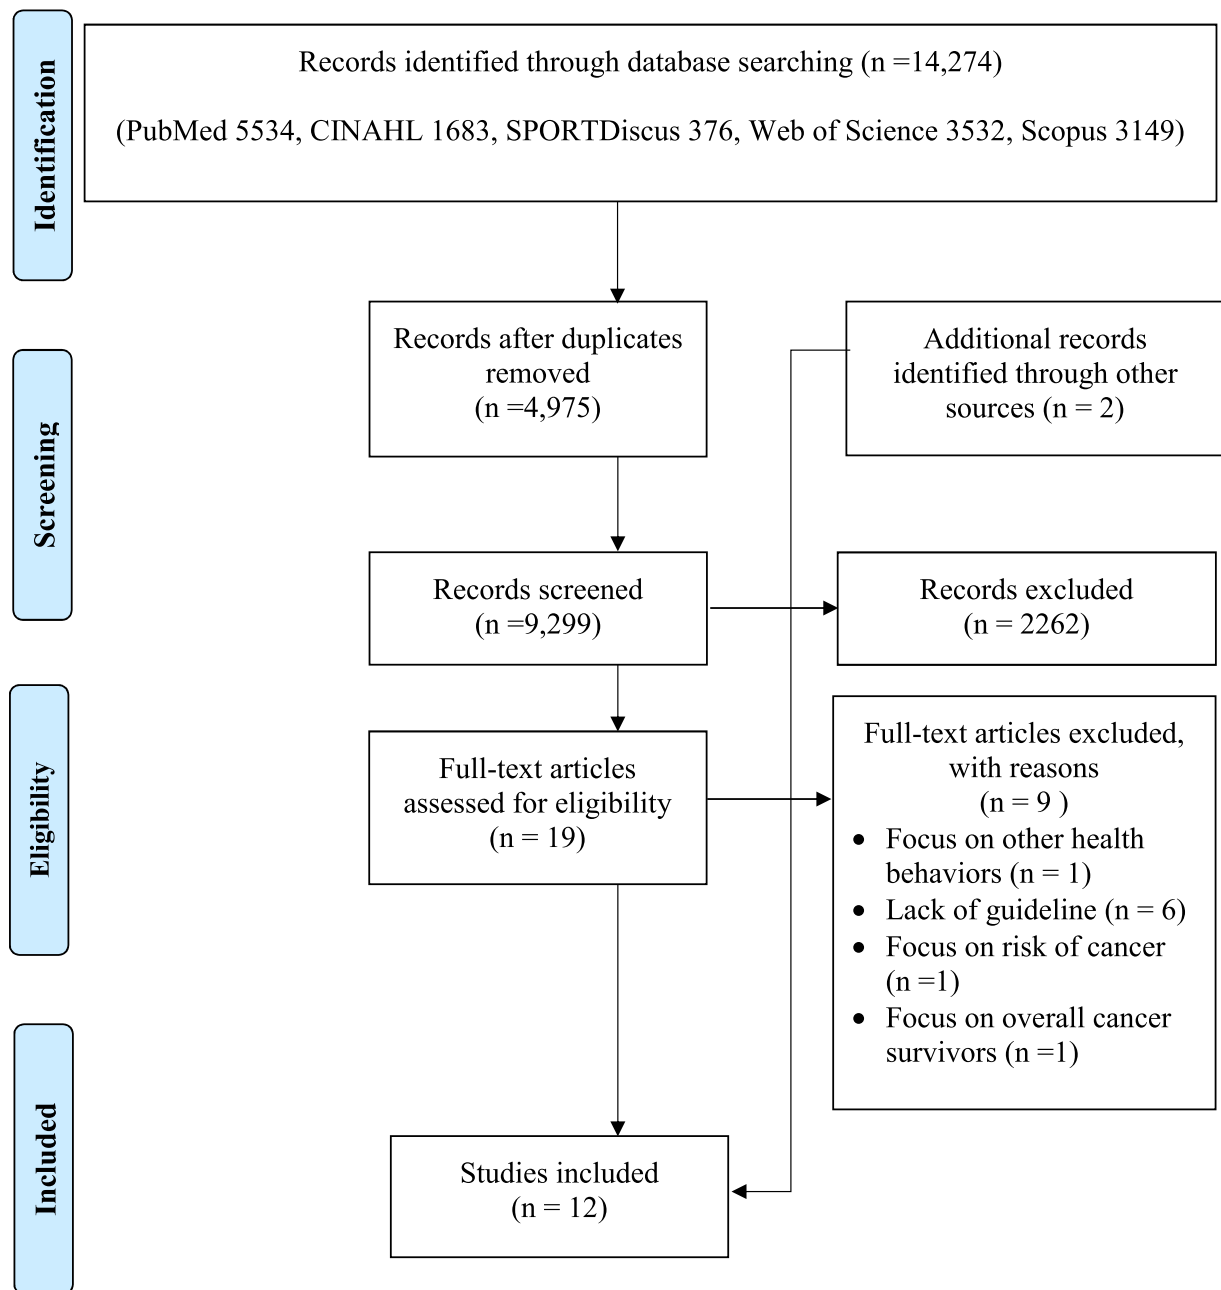 Identification
Records identified through database searching (n =14,274)
(PubMed 5534, CINAHL 1683, SPORTDiscus 376, Web of Science 3532, Scopus 3149)
Screening
Records after duplicates
removed
(n =4,975)
Additional records
identified through other
sources (n = 2)
Records screened
(n =9,299)
Records excluded
(n = 2262)
Eligibility
Full-text articles
assessed for eligibility
(n = 19)
Full-text articles excluded,
with reasons
(n = 9 )
• Focus on other health
behaviors (n = 1)
• Lack of guideline (n = 6)
• Focus on risk of cancer
(n =1)
• Focus on overall cancer
survivors (n =1)
Included
Studies included
(n = 12)